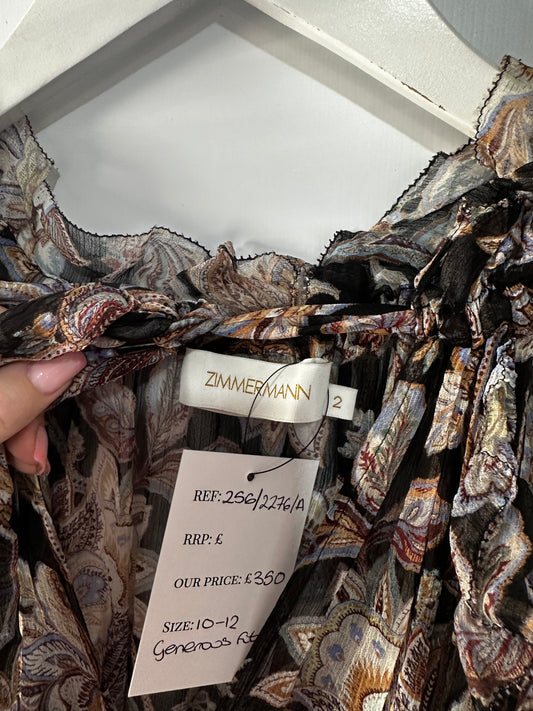 ZIMMERMANN
2
REF: 256/2276/A
RRP: £
OUR PRICE: £350
SIZE: 10-12
Generous fit